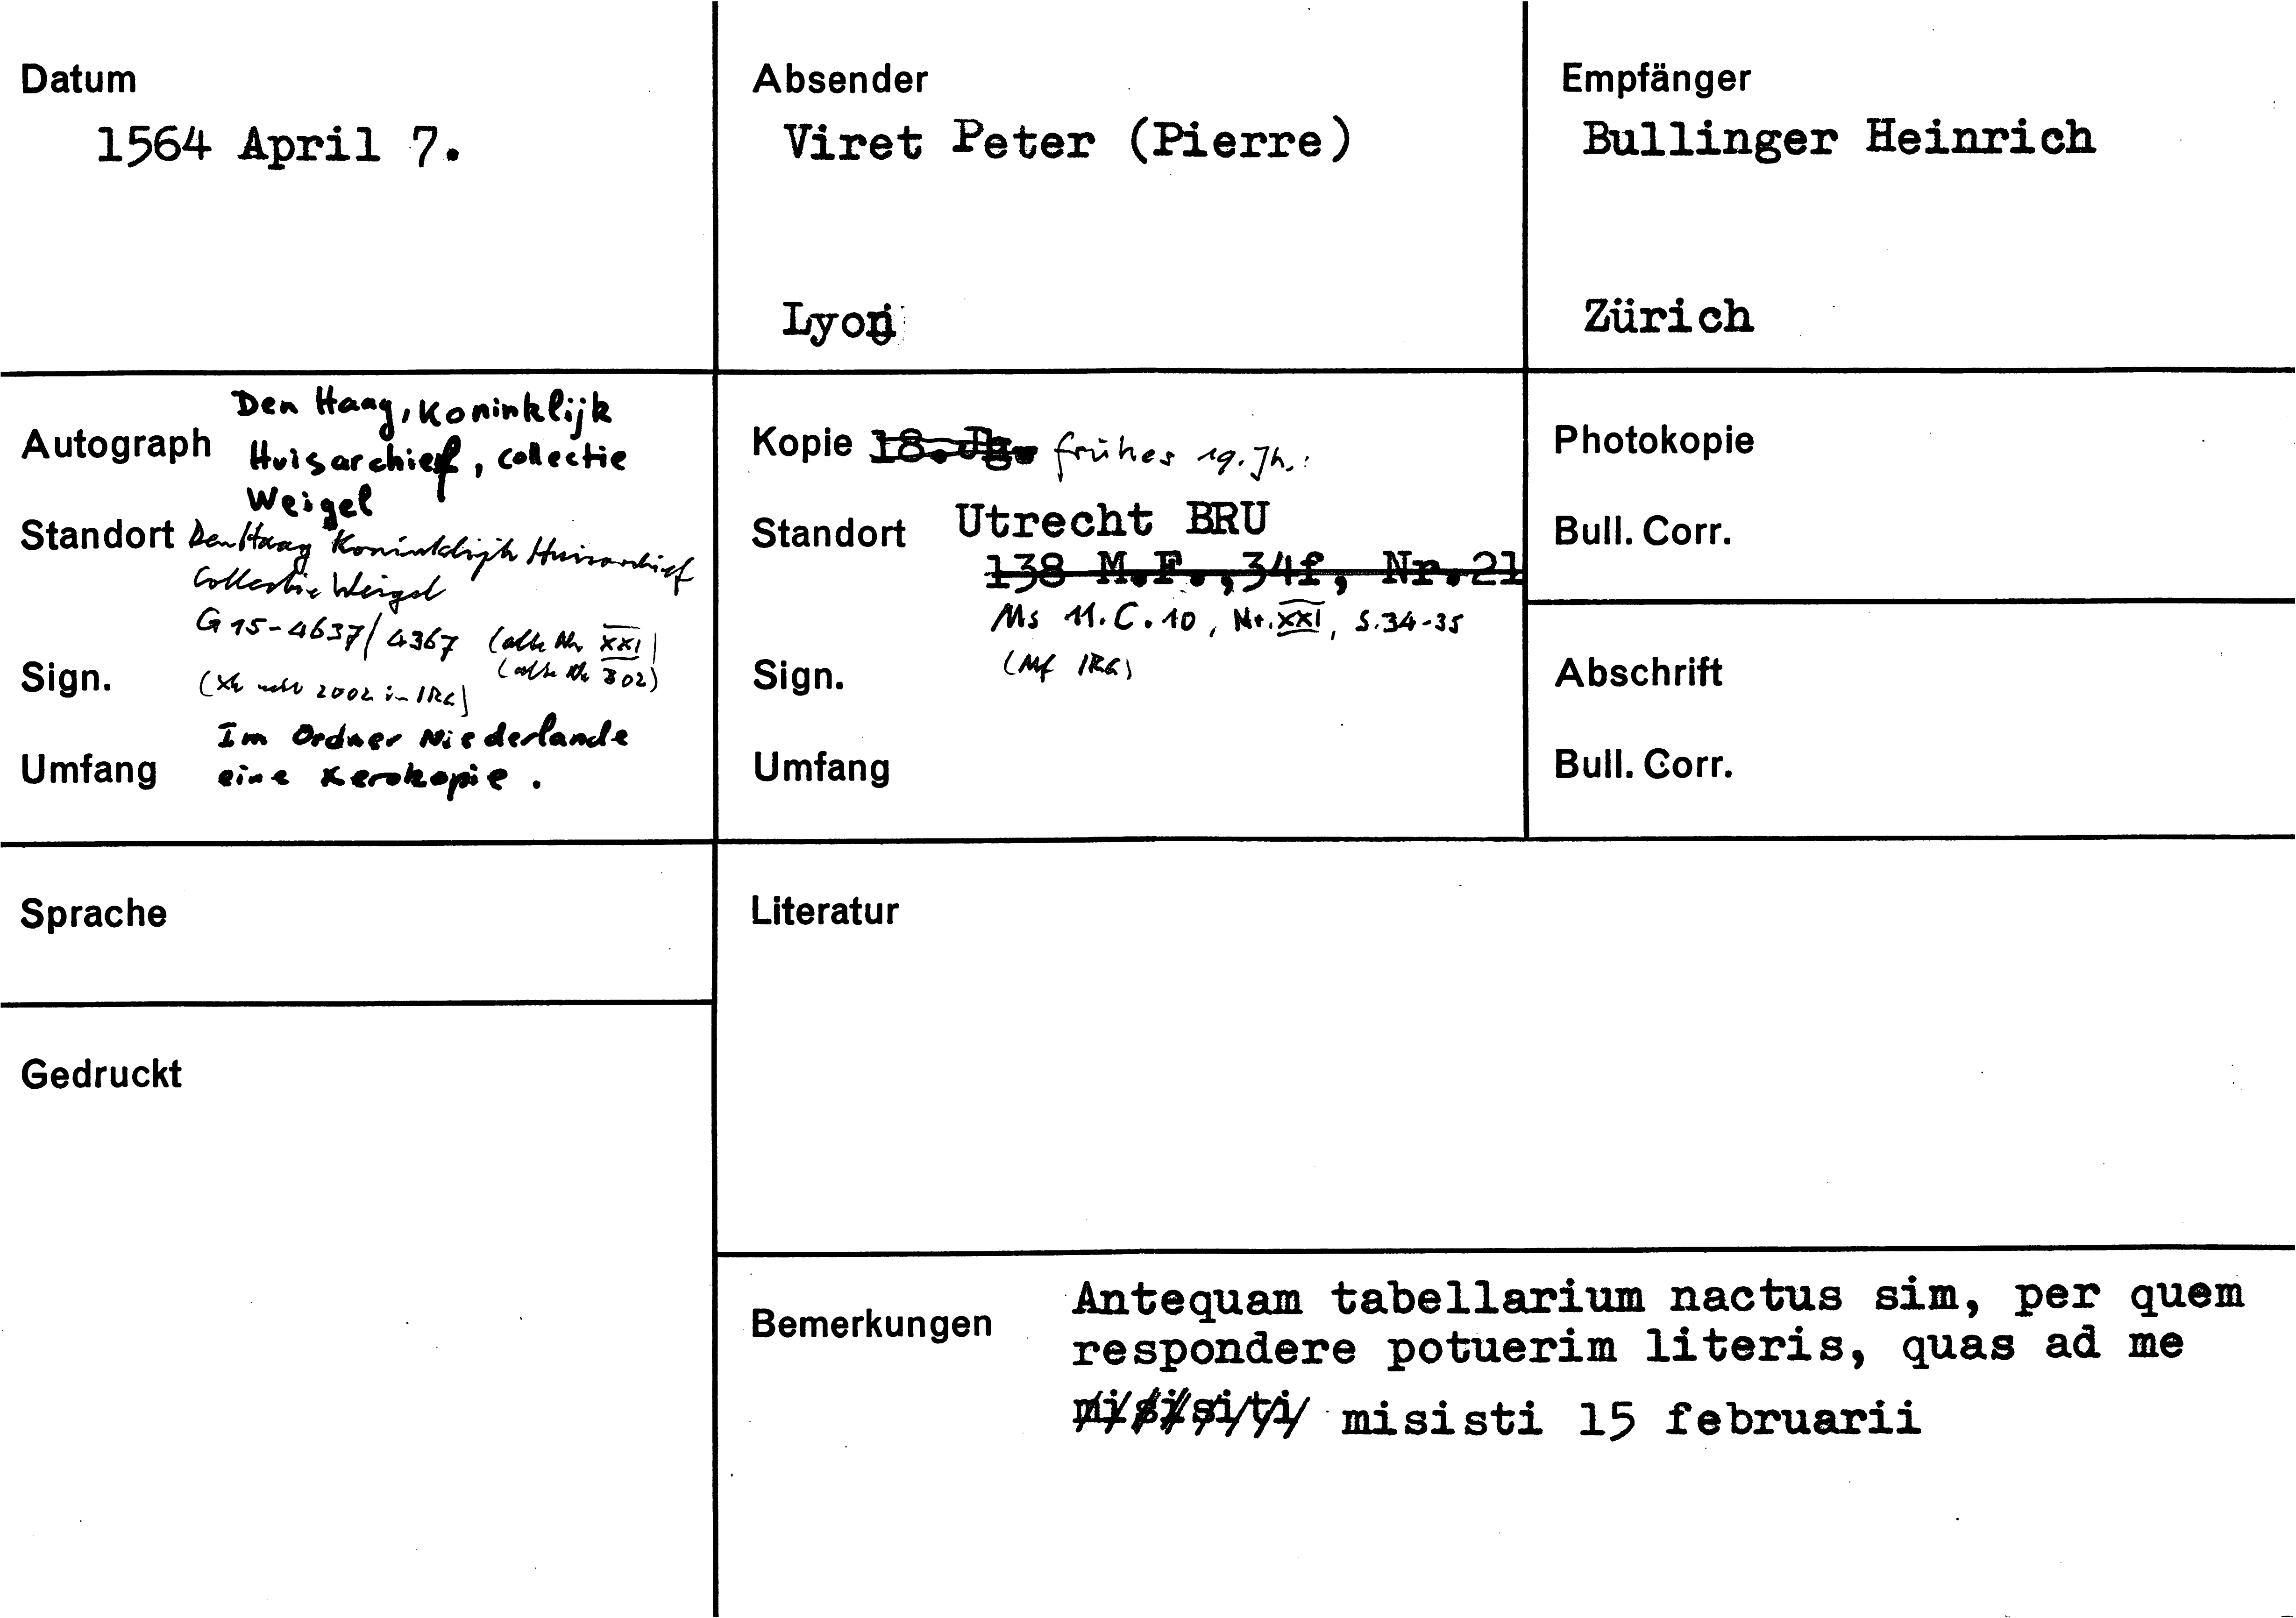 Datum
1564 April 7.
Absender
Viret Peter (Pierre)
Lyon
Empfänger
Bullinger Heinrich
Zürich
Autograph
Den Haag, Koninklijk
Huisarchief, collectie
Weigel
Standort
Den Haag Koninklijk Huisarchief
Collectie Weigel
G 15-4637/4367 (alte Nr. XXI)
(alte Nr. 302)
Sign.
2002 in IRG)
Im Ordner Niederlande
Umfang
eine Xerokopie.
Kopie 18. Jh. frühes 19. Jh.:
Standort
Utrecht BRU
138 M.F.,34f, Nr.21
Ms 11.C.10, Nr. XXI, S.34-35
(Mf IRG)
Sign.
Umfang
Photokopie
Bull. Corr.
Abschrift
Bull. Corr.
Sprache
Literatur
Gedruckt
Bemerkungen
Antequam tabellarium nactus sim, per quem
respondere potuerim literis, quas ad me
misisti 15 februarii